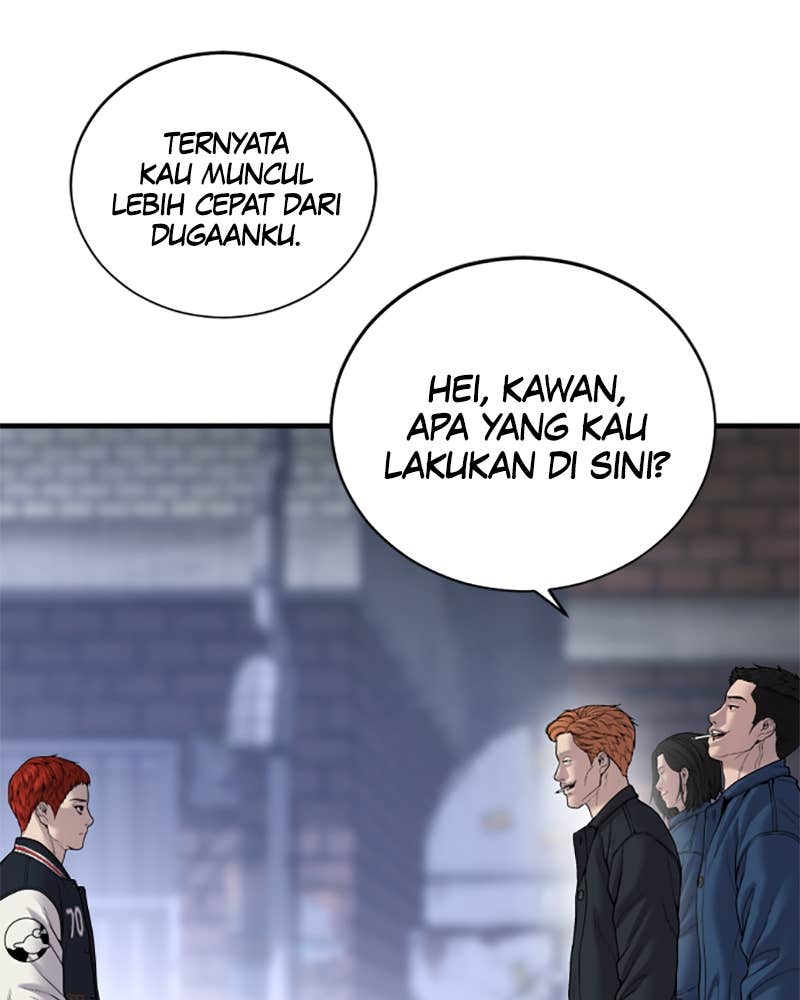 TERNYATA
KAU MUNCUL
LEBIH CEPAT DARI
DUGAANKU.
HEI, KAWAN,
APA YANG KAU
LAKUKAN DI SINI?
70